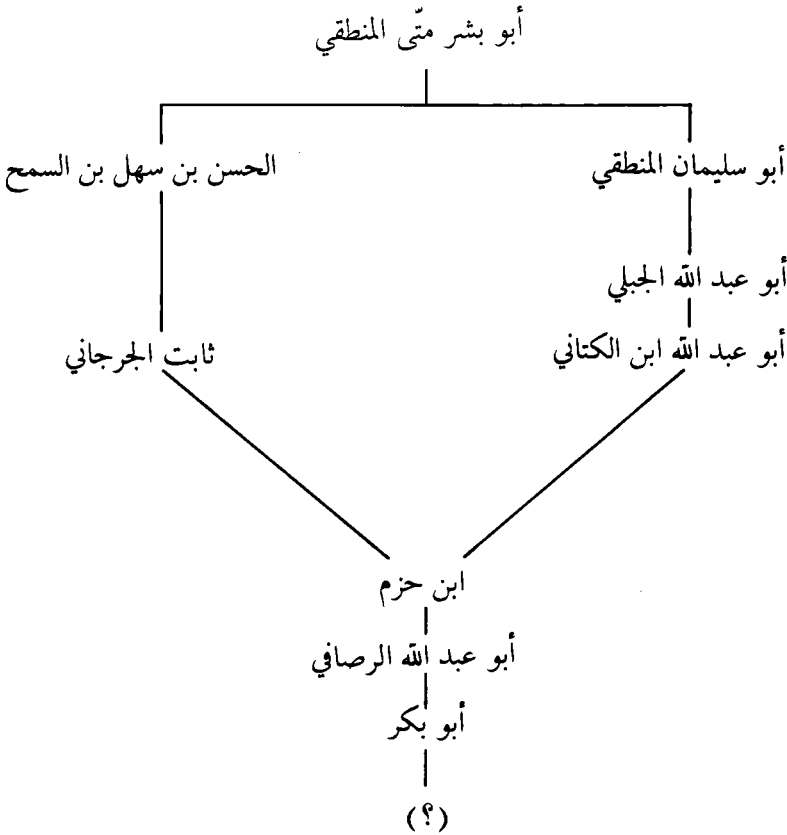 أبو بشر متّى المنطقي
أبو سليمان المنطقي
الحسن بن سهل بن السمح
أبو عبد الله الجبلي
أبو عبد الله ابن الكتاني
ثابت الجرجاني
ابن حزم
أبو عبد الله الرصافي
أبو بكر
(؟)